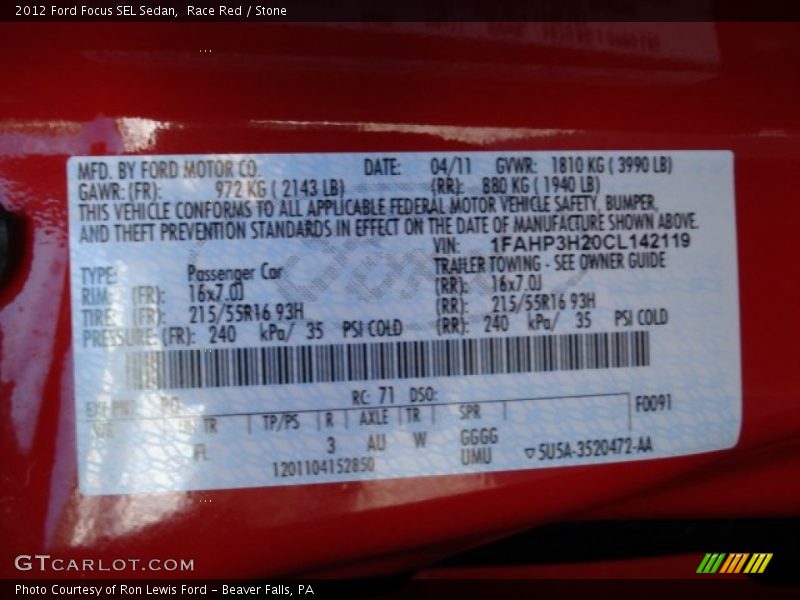 2012 Ford Focus SEL Sedan, Race Red / Stone
MFD. BY FORD MOTOR CO. DATE: 04/11 GVWR: 1810 KG ( 3990 LB)
GAWR: (FR): 972 KG ( 2143 LB) (RR): 880 KG ( 1940 LB)
THIS VEHICLE CONFORMS TO ALL APPLICABLE FEDERAL MOTOR VEHICLE SAFETY, BUMPER,
AND THEFT PREVENTION STANDARDS IN EFFECT ON THE DATE OF MANUFACTURE SHOWN ABOVE.
VIN: 1FAHP3H20CL142119
TYPE: Passenger Car TRAILER TOWING - SEE OWNER GUIDE
RIM: (FR): 16x7.0J (RR): 16x7.0J
TIRE: (FR): 215/55R16 93H (RR): 215/55R16 93H
PRESSURE: (FR): 240 kPa/ 35 PSI COLD (RR): 240 kPa/ 35 PSI COLD
EXT PNT: PQ RC: 71 DSO:
TR TP/PS R AXLE TR SPR F0091
FL 3 AU W GGGG
1201104152850 UMU ▽5U5A-3520472-AA
GTCARLOT.COM
Photo Courtesy of Ron Lewis Ford - Beaver Falls, PA